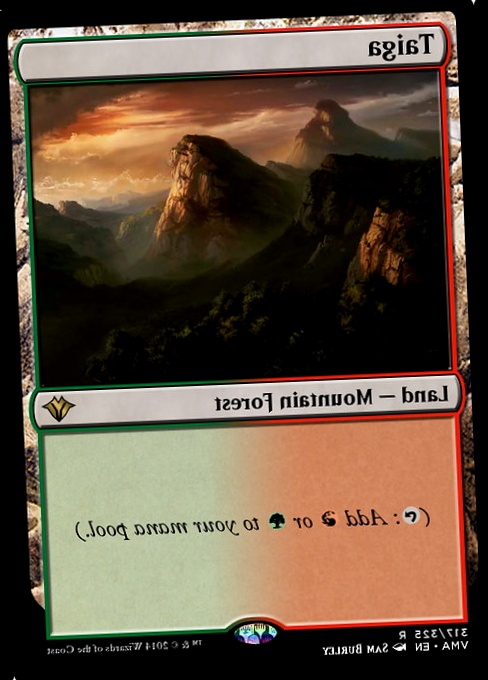 Taiga
Land — Mountain Forest
(: Add or to your mana pool.)
317/325 R
VMA • EN SAM BURLEY
™ & © 2014 Wizards of the Coast